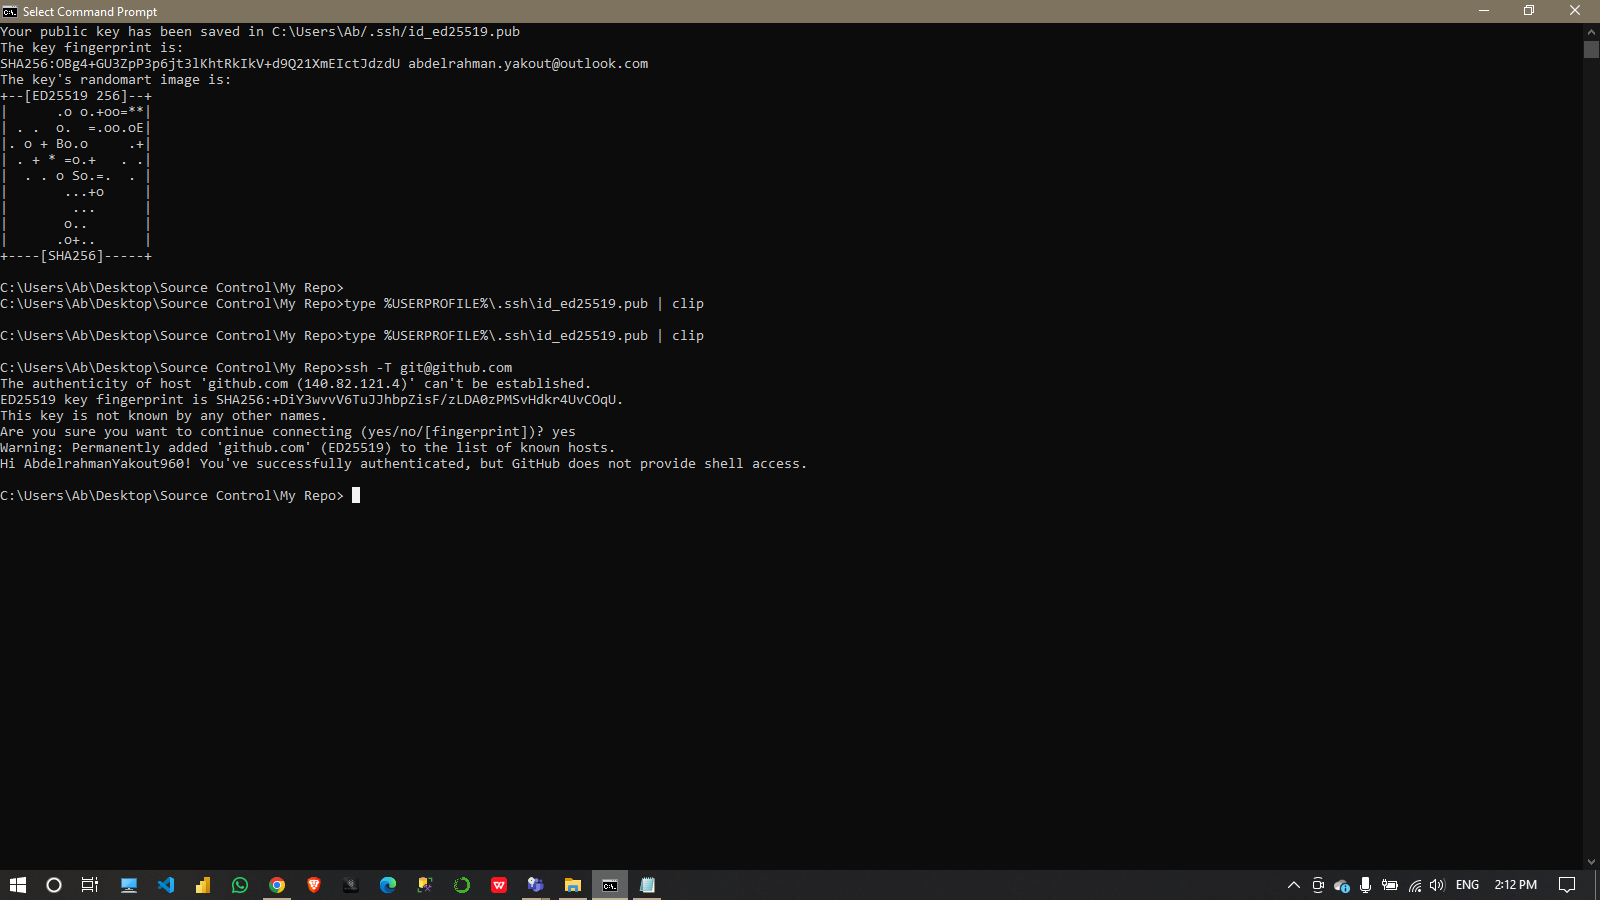 Select Command Prompt
Your public key has been saved in C:\Users\Ab/.ssh/id_ed25519.pub
The key fingerprint is:
SHA256:OBg4+GU3ZpP3p6jt3lKhtRkIkV+d9Q21XmEIctJdzdU abdelrahman.yakout@outlook.com
The key's randomart image is:
+--[ED25519 256]--+
|      .o o.+oo=**|
| . .  o.  =.oo.oE|
|. o + Bo.o     .+|
| . + * =o.+   . .|
|  . . o So.=.  . |
|       ...+o     |
|        ...      |
|       o..       |
|      .o+..      |
+----[SHA256]-----+
C:\Users\Ab\Desktop\Source Control\My Repo>
C:\Users\Ab\Desktop\Source Control\My Repo>type %USERPROFILE%\.ssh\id_ed25519.pub | clip
C:\Users\Ab\Desktop\Source Control\My Repo>type %USERPROFILE%\.ssh\id_ed25519.pub | clip
C:\Users\Ab\Desktop\Source Control\My Repo>ssh -T git@github.com
The authenticity of host 'github.com (140.82.121.4)' can't be established.
ED25519 key fingerprint is SHA256:+DiY3wvvV6TuJJhbpZisF/zLDA0zPMSvHdkr4UvCOqU.
This key is not known by any other names.
Are you sure you want to continue connecting (yes/no/[fingerprint])? yes
Warning: Permanently added 'github.com' (ED25519) to the list of known hosts.
Hi AbdelrahmanYakout960! You've successfully authenticated, but GitHub does not provide shell access.
C:\Users\Ab\Desktop\Source Control\My Repo>
ENG
2:12 PM